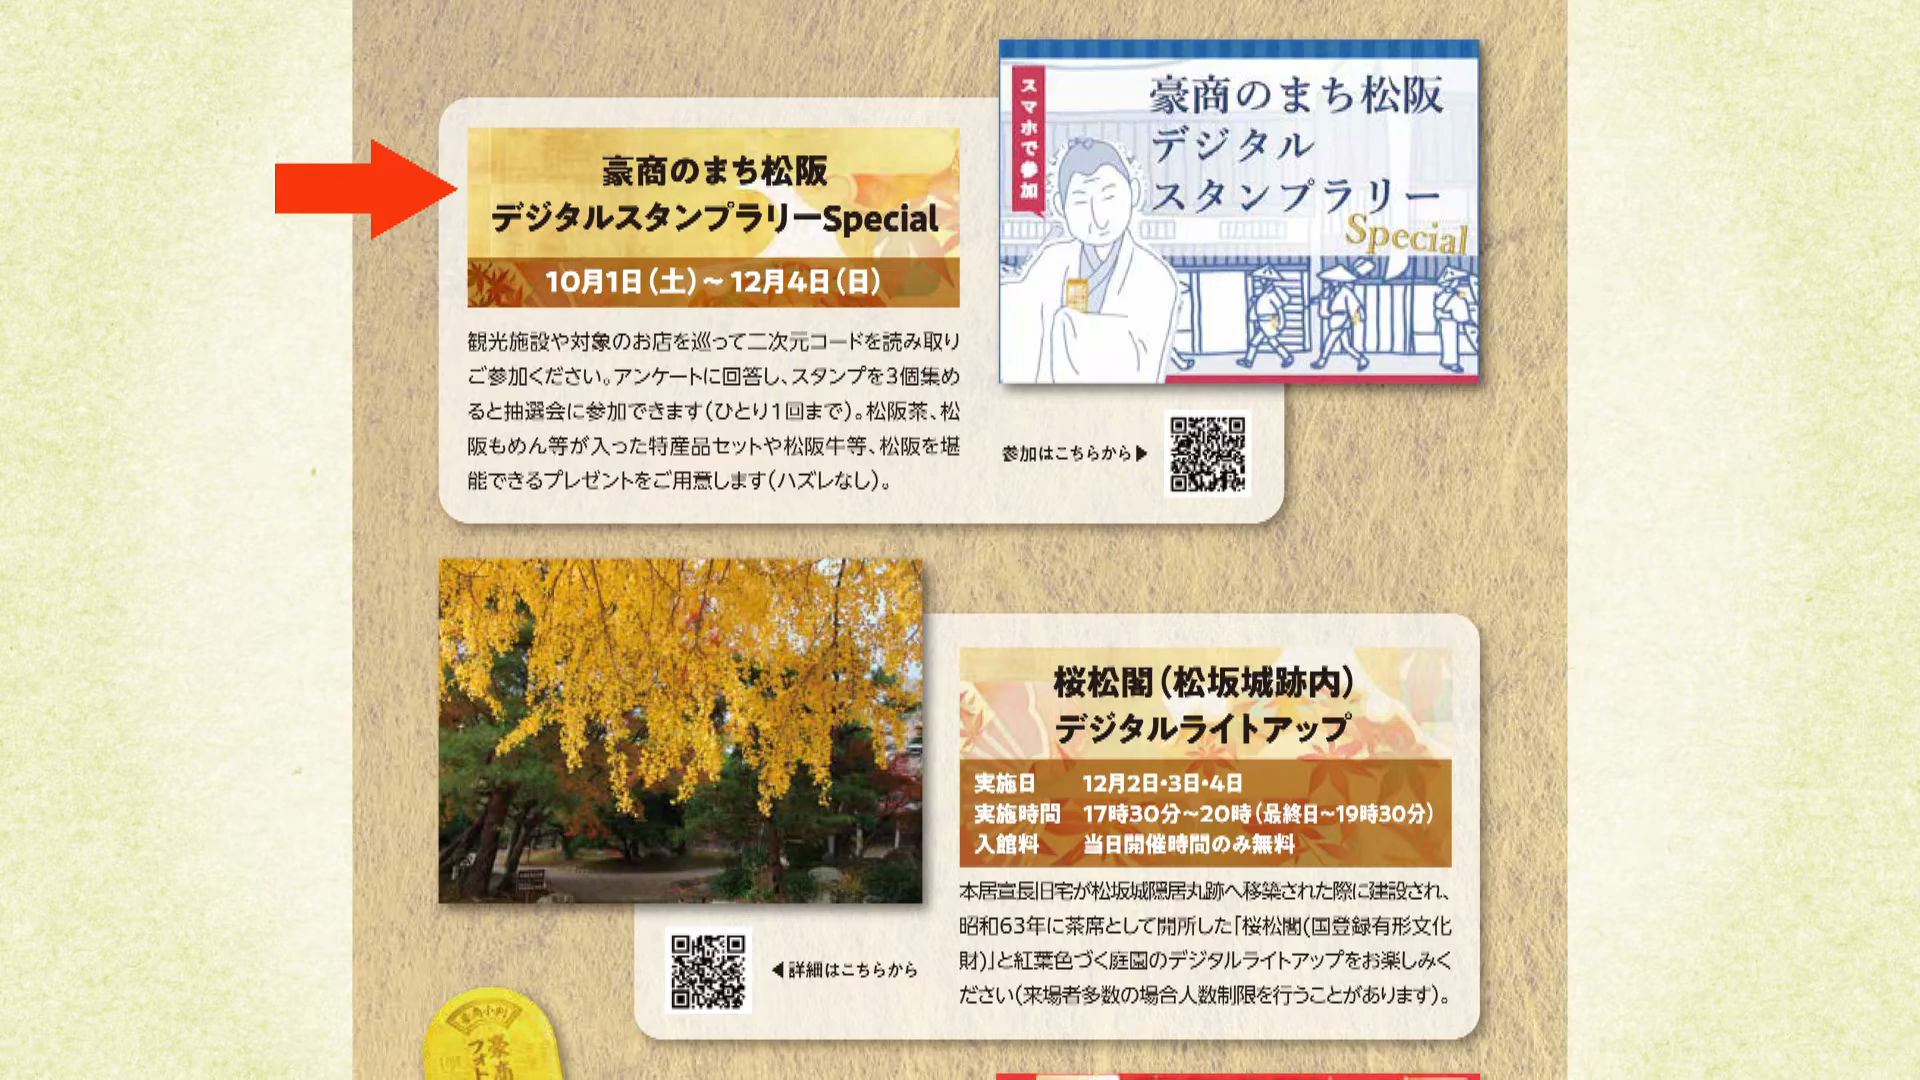 豪商のまち松阪
デジタルスタンプラリーSpecial
10月1日(土)~12月4日(日)
観光施設や対象のお店を巡って二次元コードを読み取り
ご参加ください。アンケートに回答し、スタンプを3個集め
ると抽選会に参加できます(ひとり1回まで)。松阪茶、松
阪もめん等が入った特産品セットや松阪牛等、松阪を堪
能できるプレゼントをご用意します(ハズレなし)。
スマホで参加
豪商のまち松阪
デジタル
スタンプラリー
Special
参加はこちらから▶
桜松閣(松坂城跡内)
デジタルライトアップ
実施日 12月2日・3日・4日
実施時間 17時30分~20時(最終日~19時30分)
入館料 当日開催時間のみ無料
本居宣長旧宅が松坂城隠居丸跡へ移築された際に建設され、
昭和63年に茶席として開所した「桜松閣(国登録有形文化
財)」と紅葉色づく庭園のデジタルライトアップをお楽しみく
ださい(来場者多数の場合人数制限を行うことがあります)。
◀詳細はこちらから
豪商小判
豪商
フォト